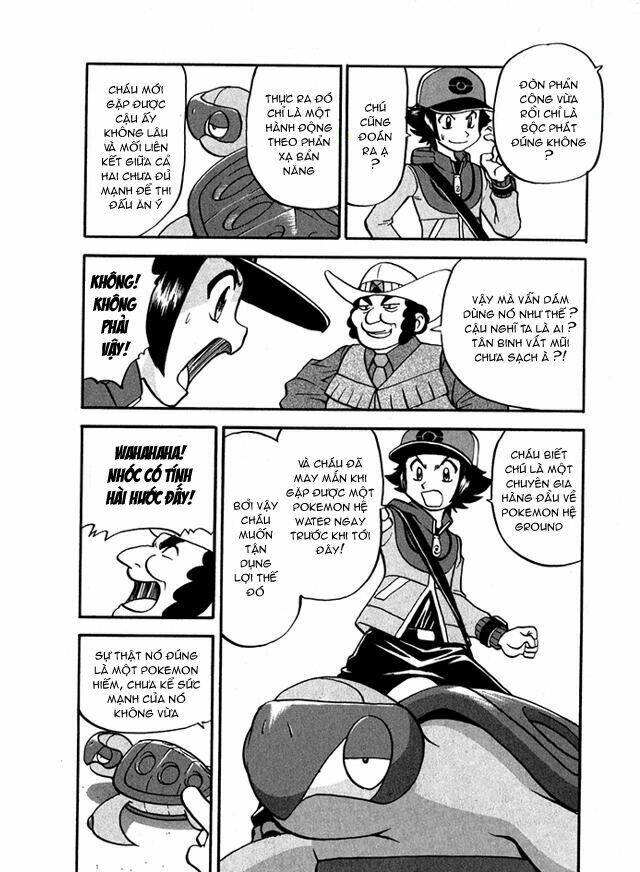 ĐÒN PHẢN
CÔNG VỪA
RỒI CHỈ LÀ
BỘC PHÁT
ĐÚNG KHÔNG?
CHÚ
CŨNG
ĐOÁN
RA Ạ
?
THỰC RA ĐÓ
CHỈ LÀ MỘT
HÀNH ĐỘNG
THEO PHẢN
XẠ BẢN
NĂNG
CHÁU MỚI
GẶP ĐƯỢC
CẬU ẤY
KHÔNG LÂU
VÀ MỐI LIÊN
KẾT GIỮA CẢ
HAI CHƯA ĐỦ
MẠNH ĐỂ THI
ĐẤU ĂN Ý
VẬY MÀ VẪN DÁM
DÙNG NÓ NHƯ THẾ ?
CẬU NGHĨ TA LÀ AI ?
TÂN BINH VẮT MŨI
CHƯA SẠCH À ?!
KHÔNG!
KHÔNG
PHẢI
VẬY!
CHÁU BIẾT
CHÚ LÀ MỘT
CHUYÊN GIA
HÀNG ĐẦU VỀ
POKEMON HỆ
GROUND
VÀ CHÁU ĐÃ
MAY MẮN KHI
GẶP ĐƯỢC MỘT
POKEMON HỆ
WATER NGAY
TRƯỚC KHI TỚI
ĐÂY!
BỞI VẬY
CHÁU
MUỐN
TẬN
DỤNG
LỢI THẾ
ĐÓ
WAHAHAHA!
NHÓC CÓ TÍNH
HÀI HƯỚC ĐẤY!
SỰ THẬT NÓ ĐÚNG
LÀ MỘT POKEMON
HIẾM, CHƯA KỂ SỨC
MẠNH CỦA NÓ
KHÔNG VỪA